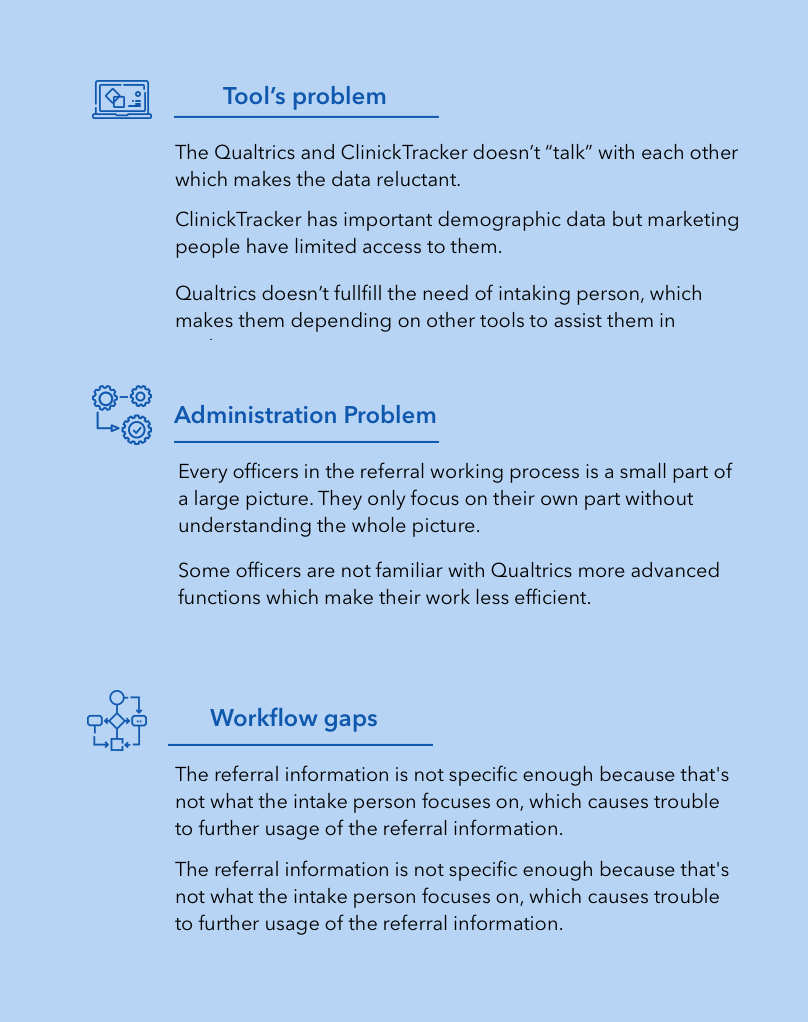 Tool’s problem
The Qualtrics and ClinickTracker doesn’t “talk” with each other
which makes the data reluctant.
ClinickTracker has important demographic data but marketing
people have limited access to them.
Qualtrics doesn’t fullfill the need of intaking person, which
makes them depending on other tools to assist them in
Administration Problem
Every officers in the referral working process is a small part of
a large picture. They only focus on their own part without
understanding the whole picture.
Some officers are not familiar with Qualtrics more advanced
functions which make their work less efficient.
Workflow gaps
The referral information is not specific enough because that's
not what the intake person focuses on, which causes trouble
to further usage of the referral information.
The referral information is not specific enough because that's
not what the intake person focuses on, which causes trouble
to further usage of the referral information.